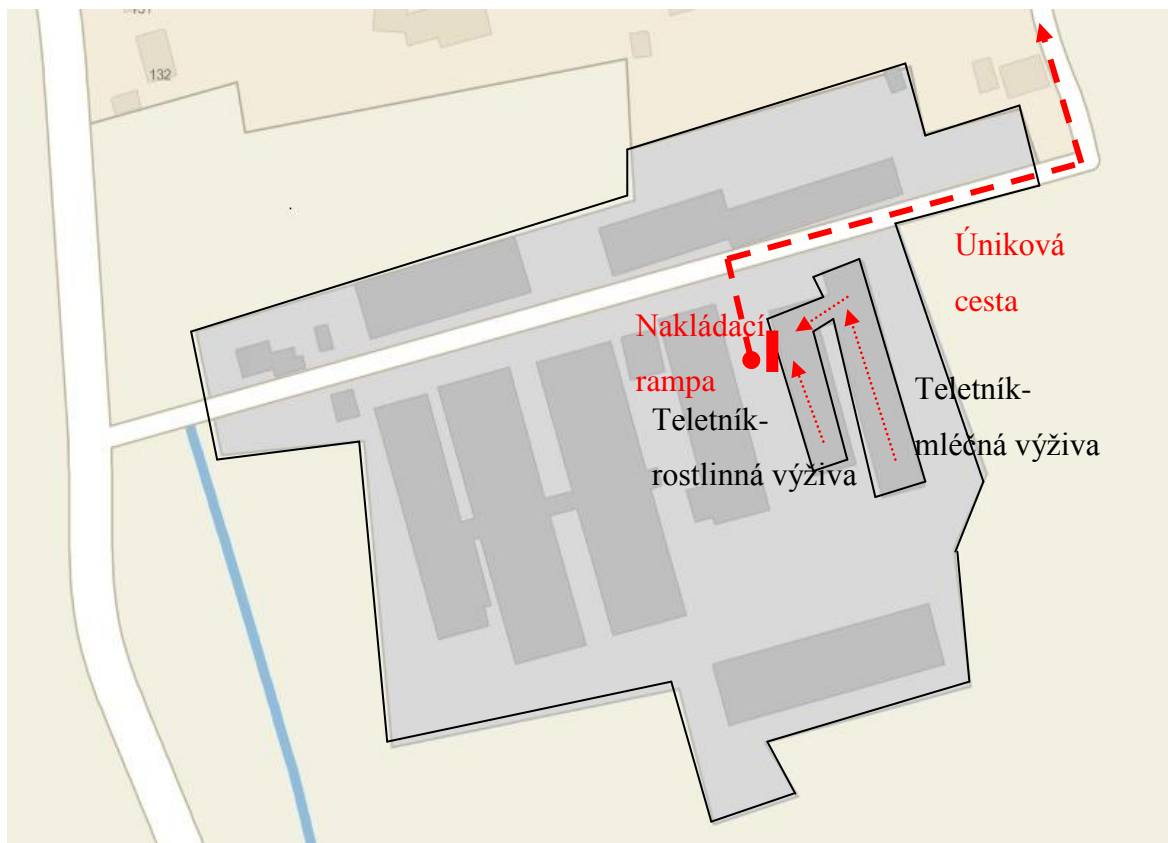 132
Úniková
cesta
Nakládací
rampa
Teletník-
rostlinná výživa
Teletník-
mléčná výživa